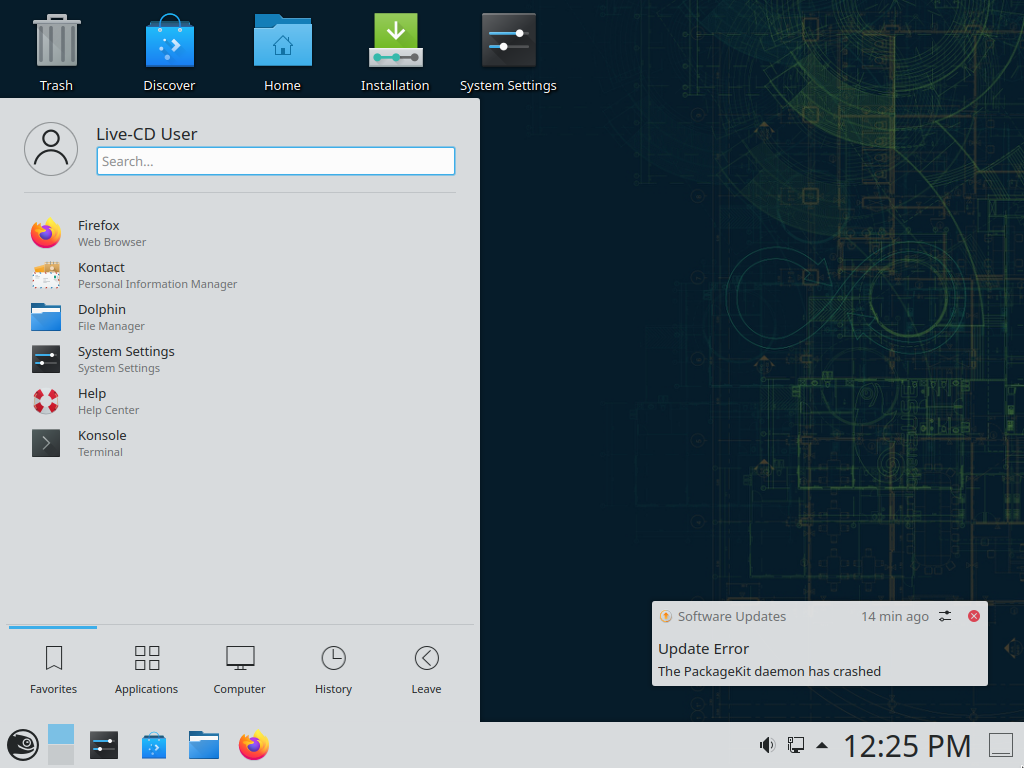 Trash
Discover
Home
Installation
System Settings
Live-CD User
Search...
Firefox
Web Browser
Kontact
Personal Information Manager
Dolphin
File Manager
System Settings
System Settings
Help
Help Center
Konsole
Terminal
Favorites
Applications
Computer
History
Leave
Software Updates 14 min ago
Update Error
The PackageKit daemon has crashed
12:25 PM